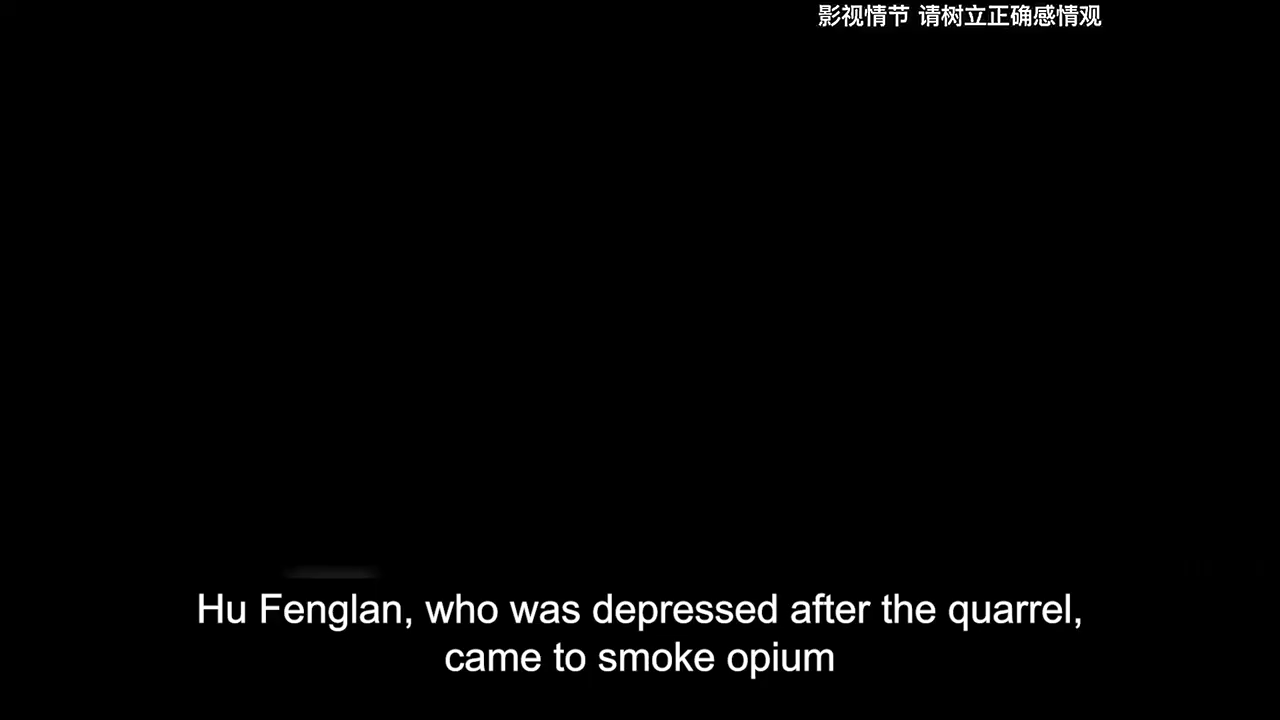 影视情节 请树立正确感情观
Hu Fenglan, who was depressed after the quarrel,
came to smoke opium